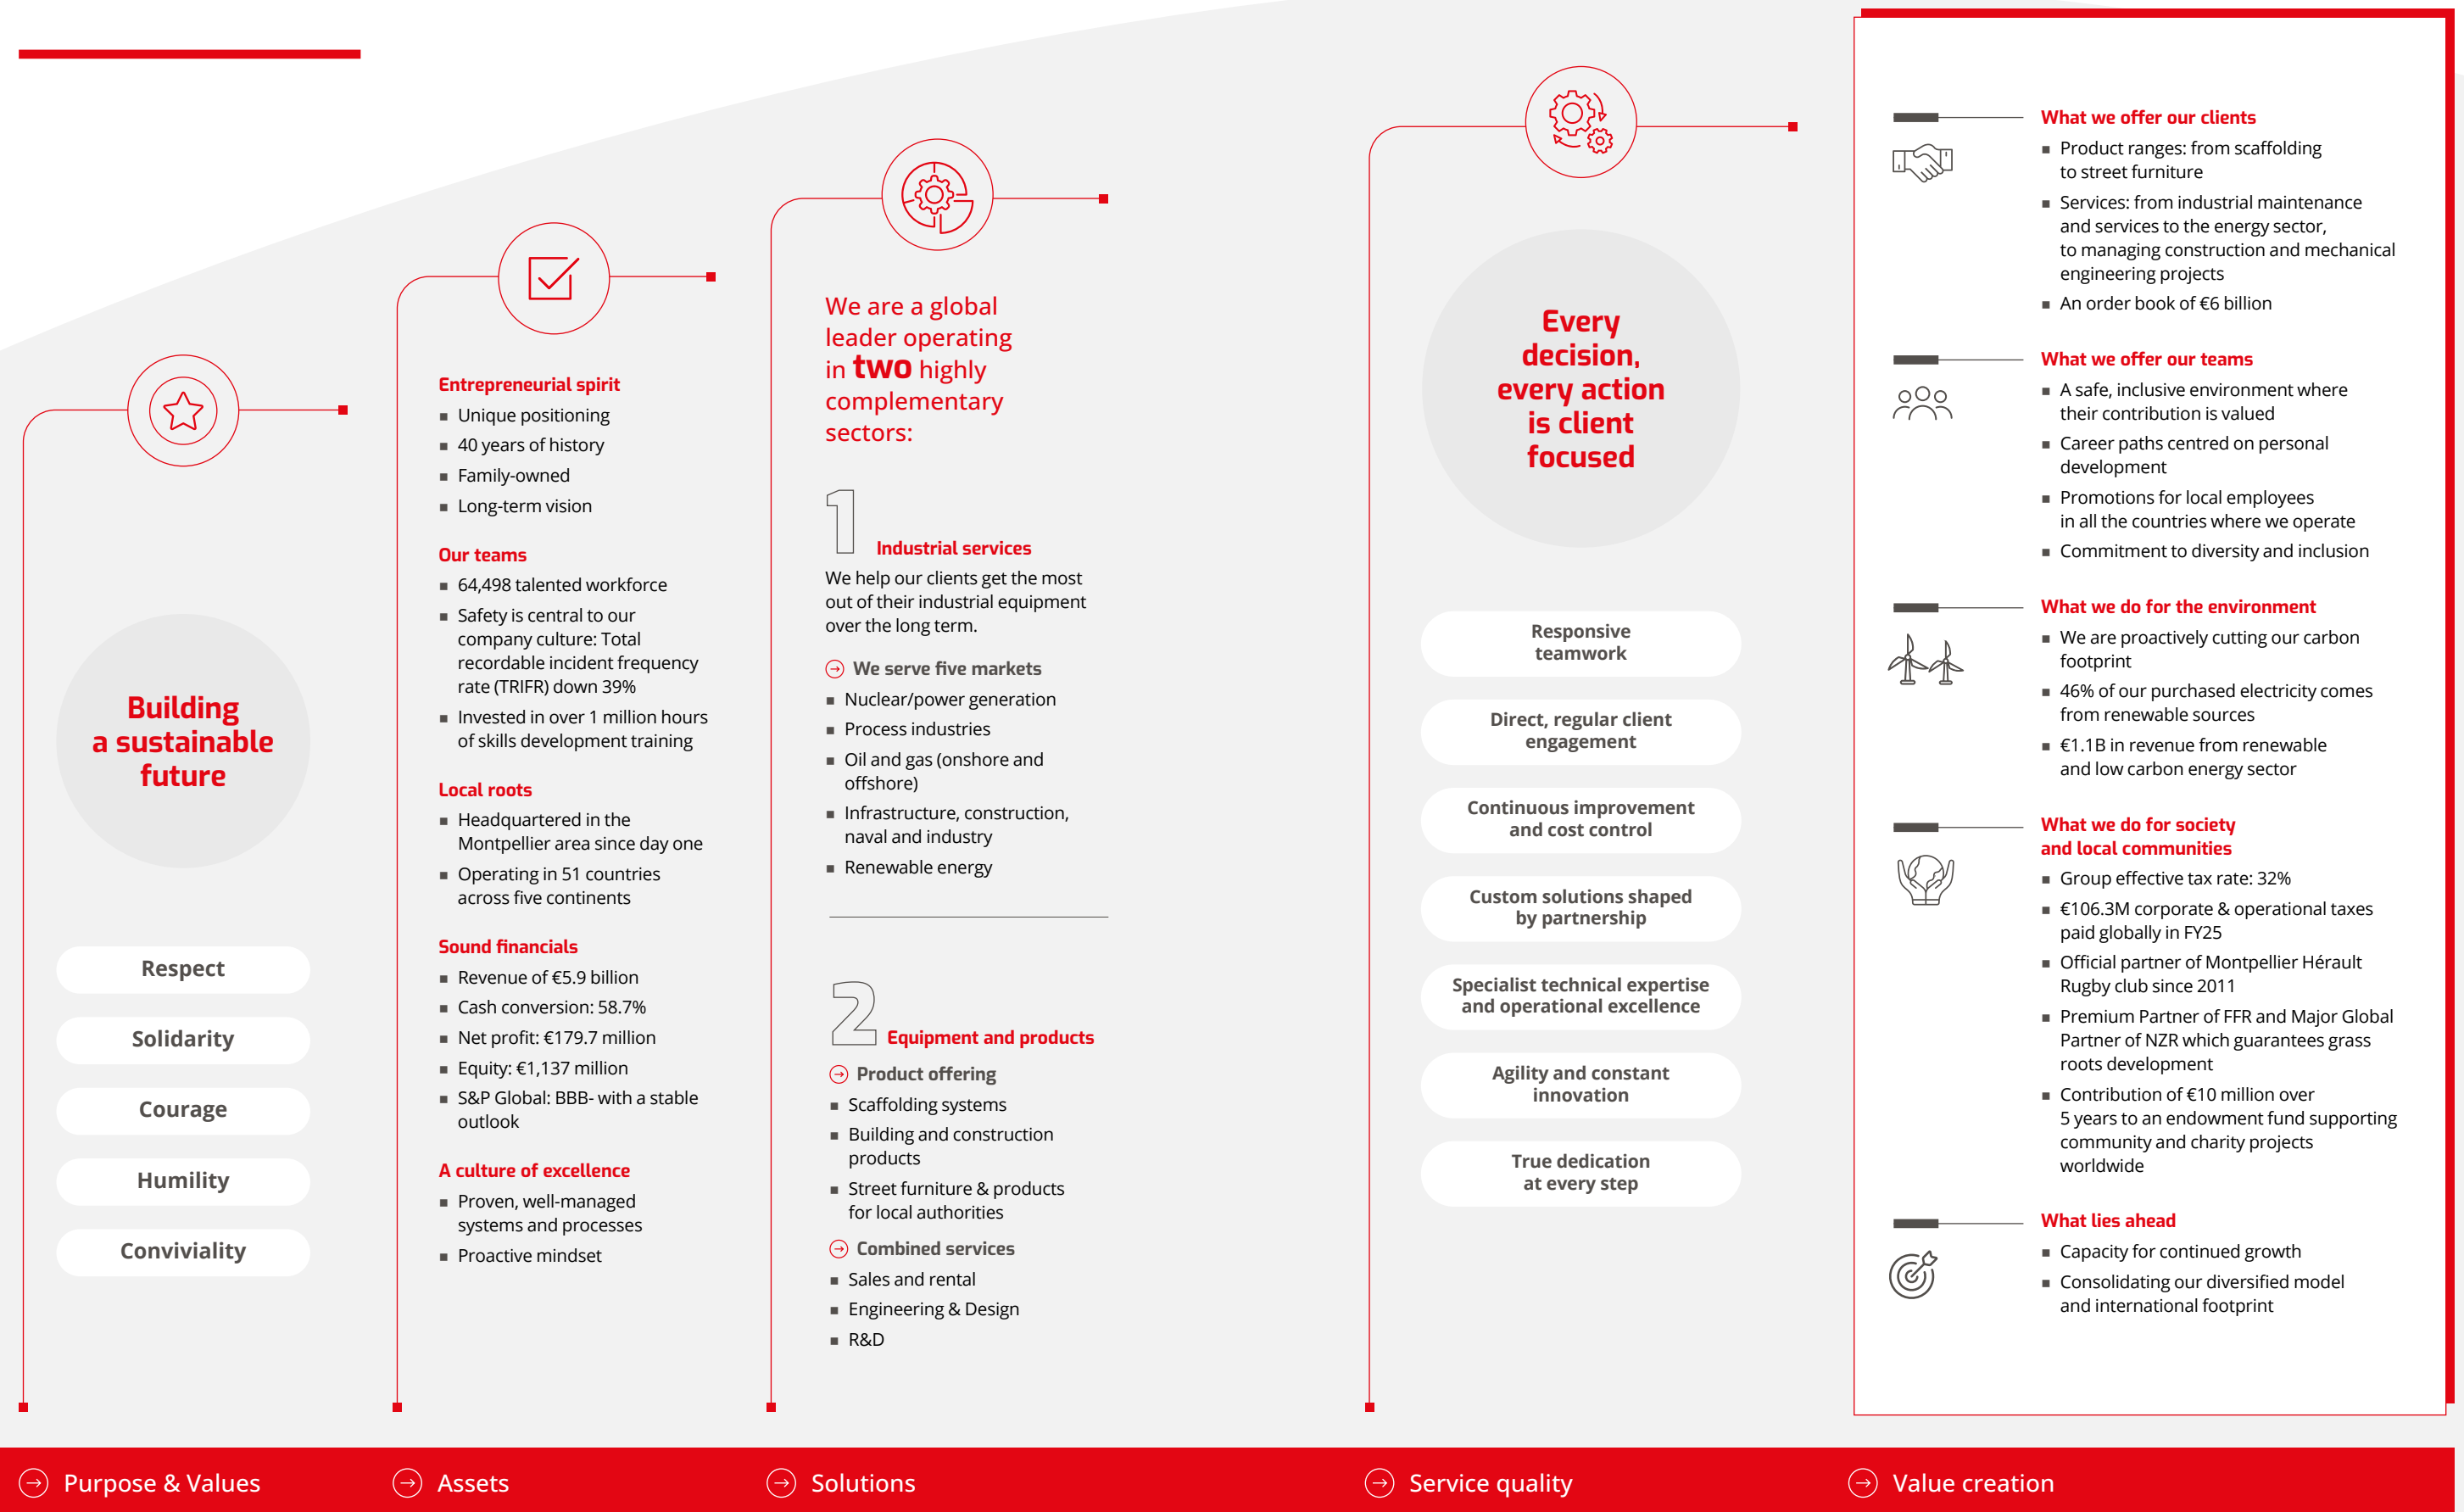 Building
a sustainable
future
Respect
Solidarity
Courage
Humility
Conviviality
Entrepreneurial spirit
Unique positioning
40 years of history
Family-owned
Long-term vision
Our teams
64,498 talented workforce
Safety is central to our
company culture: Total
recordable incident frequency
rate (TRIFR) down 39%
Invested in over 1 million hours
of skills development training
Local roots
Headquartered in the
Montpellier area since day one
Operating in 51 countries
across five continents
Sound financials
Revenue of €5.9 billion
Cash conversion: 58.7%
Net profit: €179.7 million
Equity: €1,137 million
S&P Global: BBB- with a stable
outlook
A culture of excellence
Proven, well-managed
systems and processes
Proactive mindset
We are a global
leader operating
in two highly
complementary
sectors:
1 Industrial services
We help our clients get the most
out of their industrial equipment
over the long term.
We serve five markets
Nuclear/power generation
Process industries
Oil and gas (onshore and
offshore)
Infrastructure, construction,
naval and industry
Renewable energy
2 Equipment and products
Product offering
Scaffolding systems
Building and construction
products
Street furniture & products
for local authorities
Combined services
Sales and rental
Engineering & Design
R&D
Every
decision,
every action
is client
focused
Responsive
teamwork
Direct, regular client
engagement
Continuous improvement
and cost control
Custom solutions shaped
by partnership
Specialist technical expertise
and operational excellence
Agility and constant
innovation
True dedication
at every step
What we offer our clients
Product ranges: from scaffolding
to street furniture
Services: from industrial maintenance
and services to the energy sector,
to managing construction and mechanical
engineering projects
An order book of €6 billion
What we offer our teams
A safe, inclusive environment where
their contribution is valued
Career paths centred on personal
development
Promotions for local employees
in all the countries where we operate
Commitment to diversity and inclusion
What we do for the environment
We are proactively cutting our carbon
footprint
46% of our purchased electricity comes
from renewable sources
€1.1B in revenue from renewable
and low carbon energy sector
What we do for society
and local communities
Group effective tax rate: 32%
€106.3M corporate & operational taxes
paid globally in FY25
Official partner of Montpellier Hérault
Rugby club since 2011
Premium Partner of FFR and Major Global
Partner of NZR which guarantees grass
roots development
Contribution of €10 million over
5 years to an endowment fund supporting
community and charity projects
worldwide
What lies ahead
Capacity for continued growth
Consolidating our diversified model
and international footprint
Purpose & Values
Assets
Solutions
Service quality
Value creation